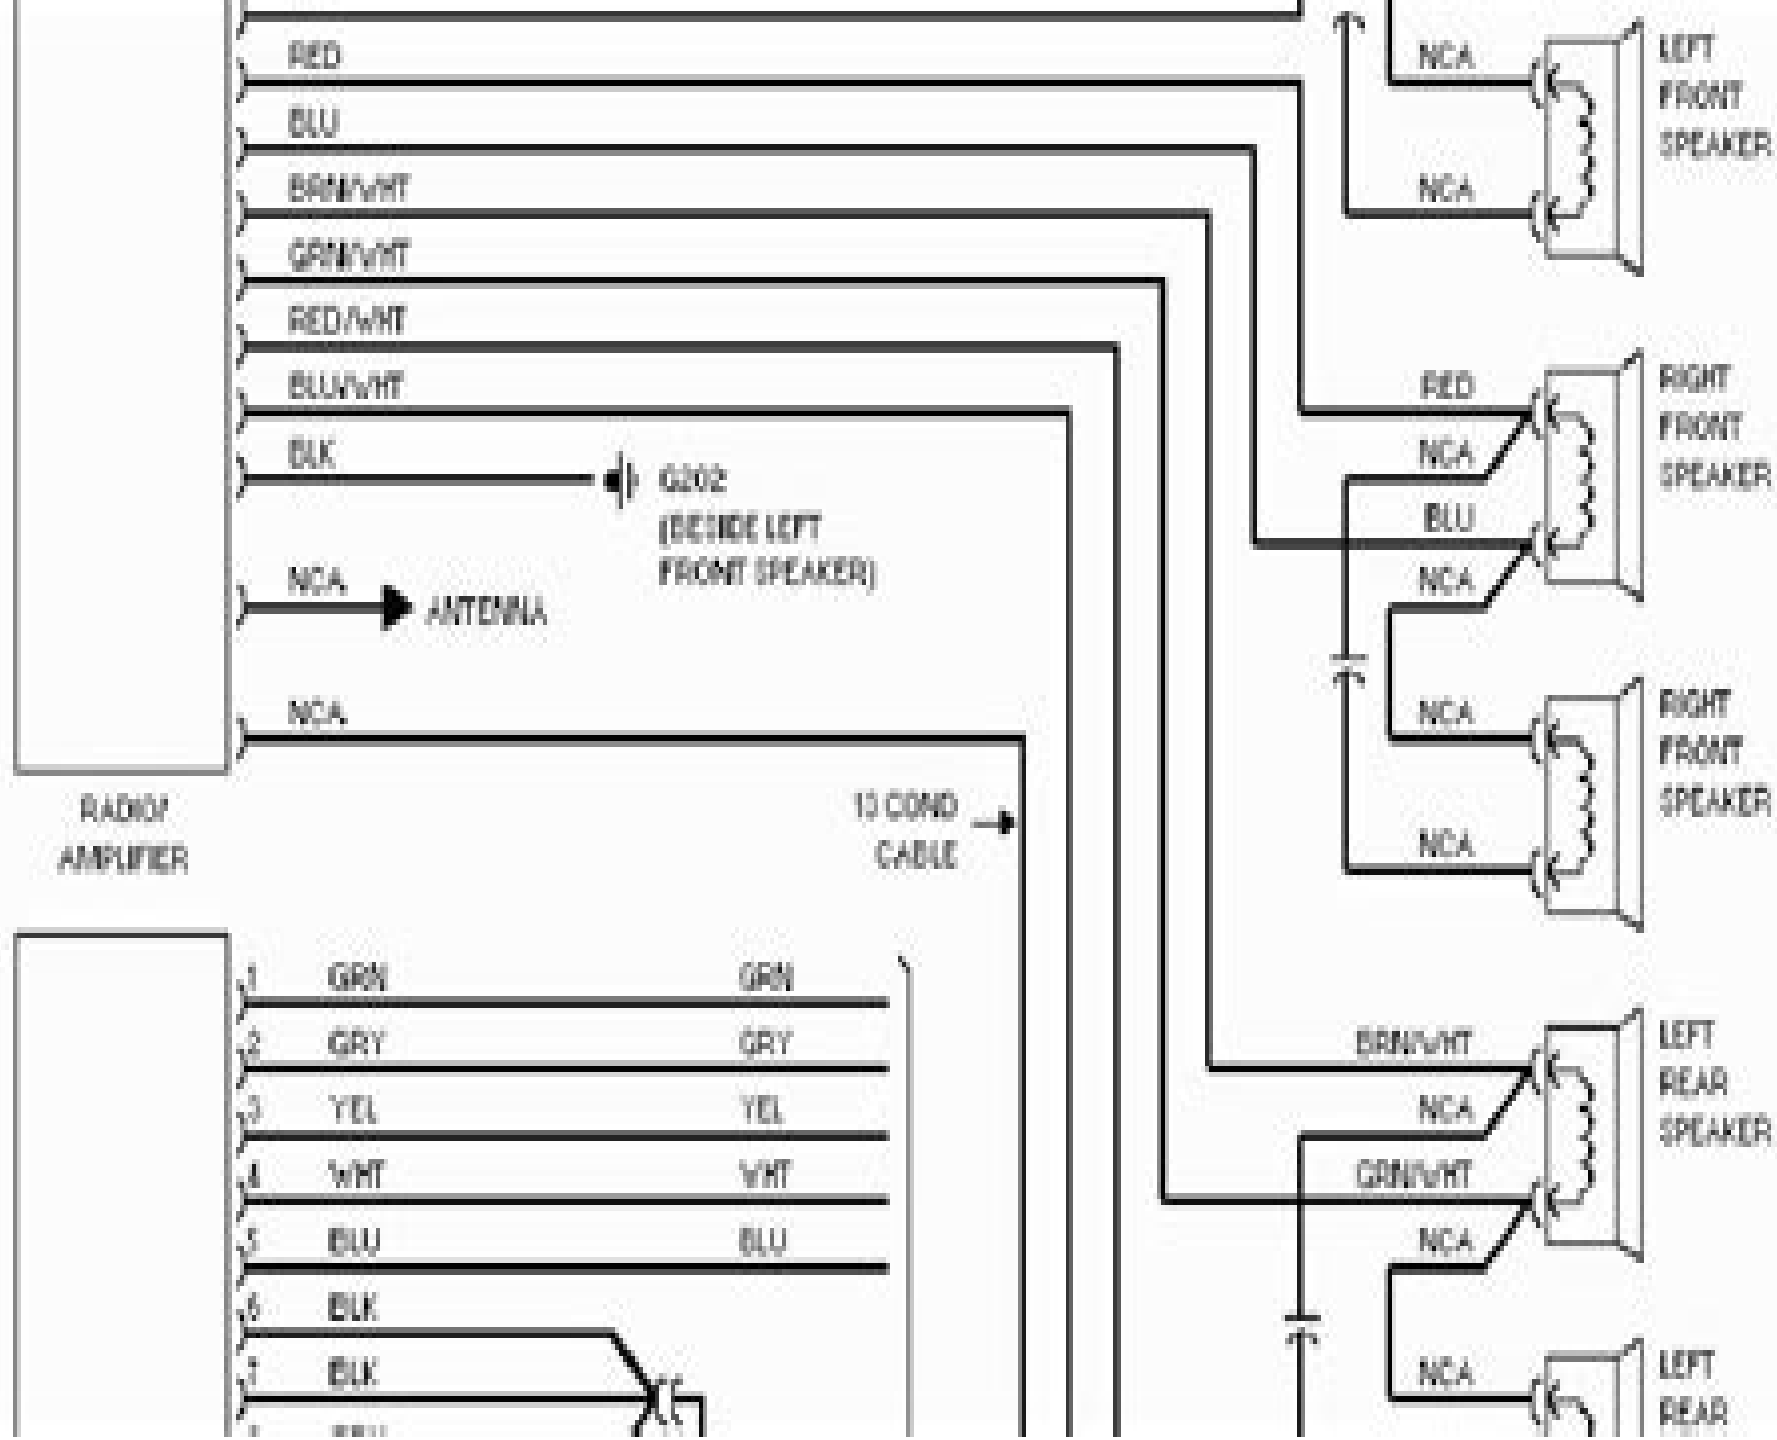 RED
BLU
BRN/WHT
GRN/WHT
RED/WHT
BLU/WHT
BLK
G202
(BESIDE LEFT
FRONT SPEAKER)
NCA
ANTENNA
NCA
RADIO/
AMPLIFIER
13 COND
CABLE
NCA
NCA
LEFT
FRONT
SPEAKER
RED
NCA
BLU
NCA
RIGHT
FRONT
SPEAKER
NCA
NCA
RIGHT
FRONT
SPEAKER
BRN/WHT
NCA
GRN/WHT
NCA
LEFT
REAR
SPEAKER
NCA
LEFT
REAR
1 GRN GRN
2 GRY GRY
3 YEL YEL
4 WHT WHT
5 BLU BLU
6 BLK
7 BLK